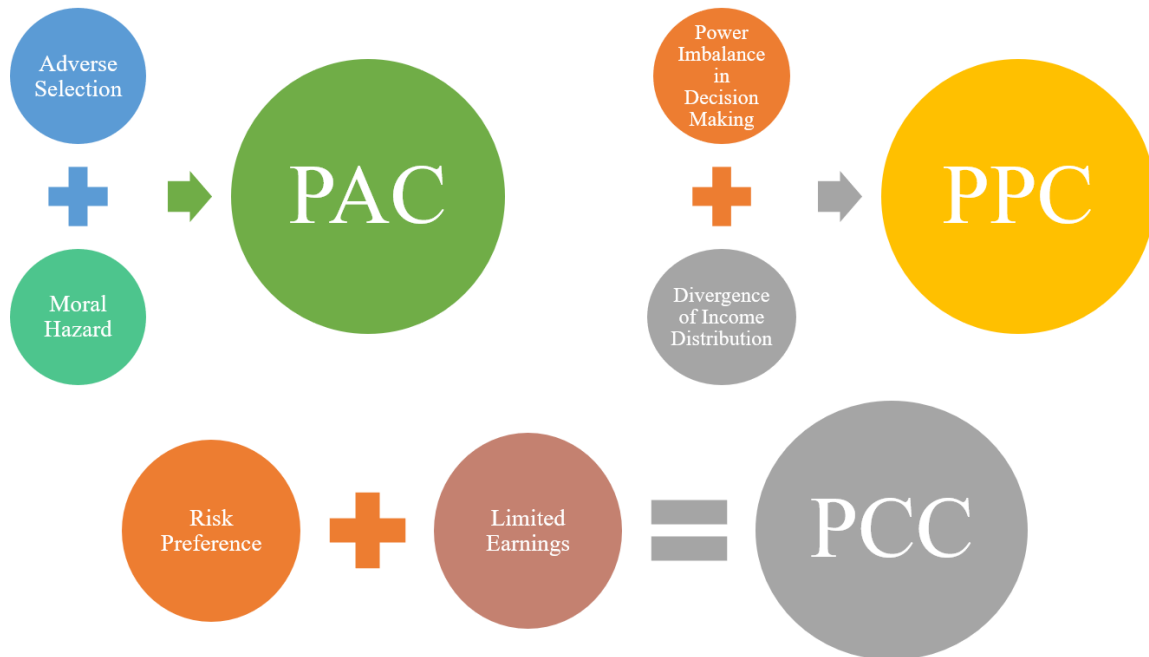 Adverse
Selection
Moral
Hazard
PAC
Power
Imbalance
in
Decision
Making
Divergence
of Income
Distribution
PPC
Risk
Preference
Limited
Earnings
PCC